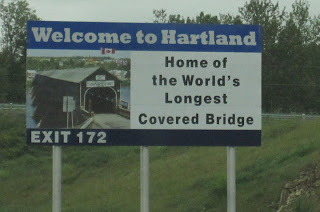 Welcome to Hartland
Home of
the World's
Longest
Covered Bridge
EXIT 172